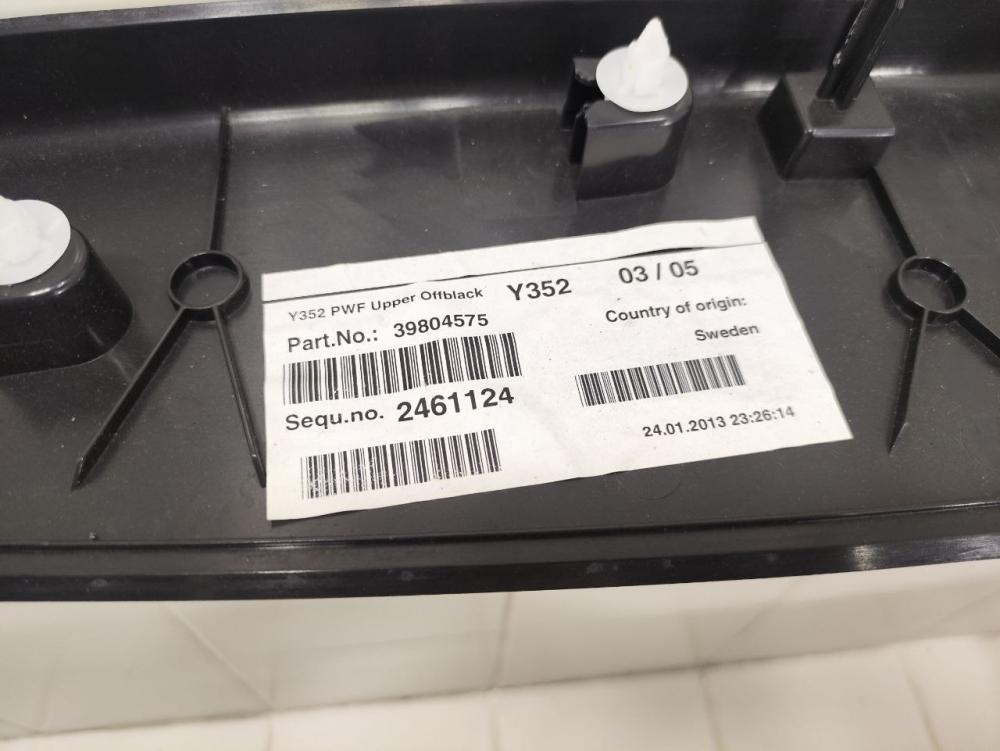 Y352 PWF Upper Offblack Y352 03 / 05
Part.No.: 39804575
Country of origin:
Sweden
Sequ.no. 2461124
24.01.2013 23:26:14